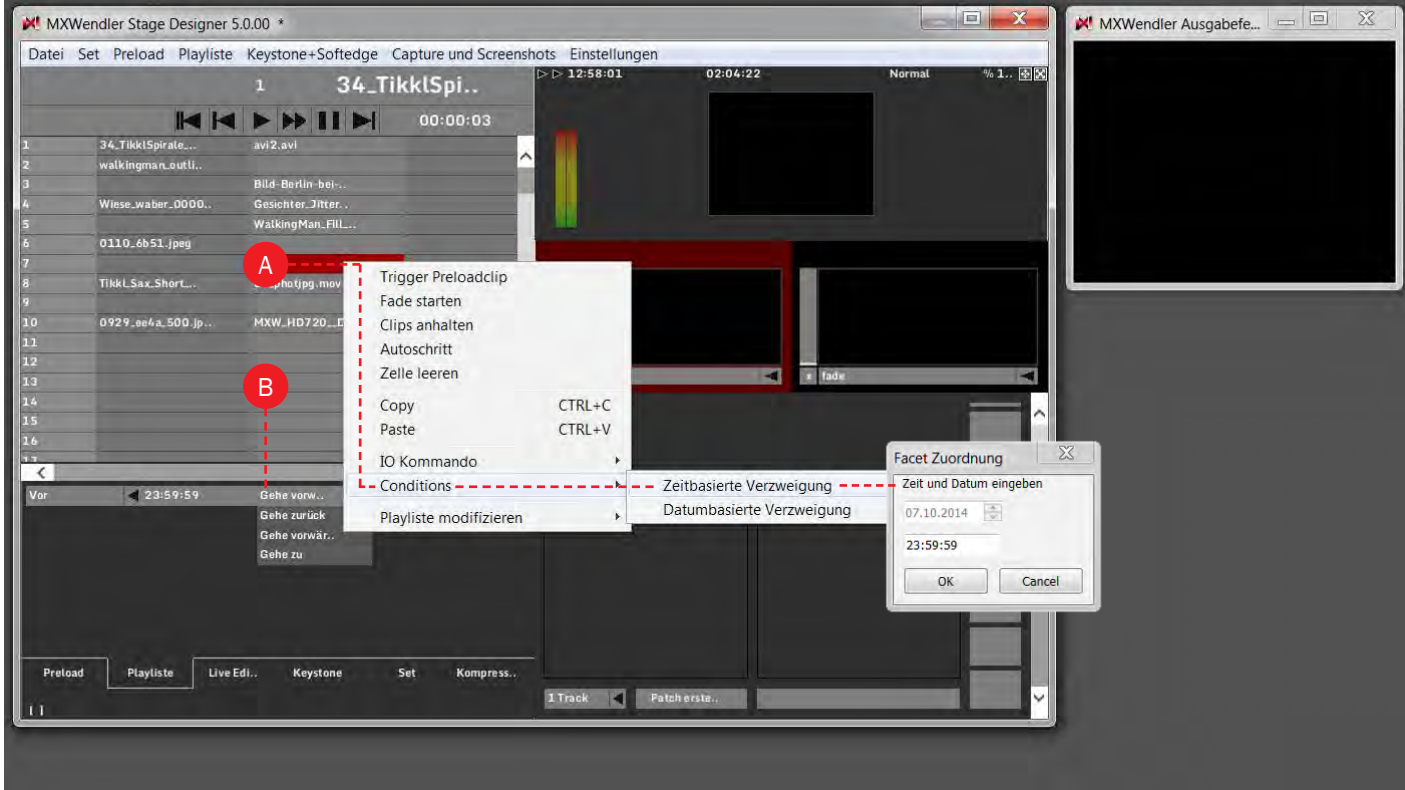 MXWendler Stage Designer 5.0.00 *
Datei Set Preload Playliste Keystone+Softedge Capture und Screenshots Einstellungen
1 34_TikklSpi..
00:00:03
12:58:01 02:04:22 Normal % 1..
1 34_TikklSpirale_... avi2.avi
2 walkingman_outli..
3 Bild-Berlin-bei-..
4 Wiese_waber_0000.. Gesichter_Jitter..
5 WalkingMan_Fill_..
6 0110_6b51.jpeg
7
8 Tikkl_Sax_Short_...
9
10 0929_ee4a_500.jp.. MXW_HD720_
11
12
13
14
15
16
17
A
B
Trigger Preloadclip
Fade starten
Clips anhalten
Autoschritt
Zelle leeren
Copy CTRL+C
Paste CTRL+V
IO Kommando
Conditions
Playliste modifizieren
Zeitbasierte Verzweigung
Datumbasierte Verzweigung
x fade
Vor 23:59:59
Gehe vorw..
Gehe zurück
Gehe vorwär..
Gehe zu
Preload Playliste Live Edi.. Keystone Set Kompress..
[ ]
1 Track Patch erste..
MXWendler Ausgabefe...
Facet Zuordnung
Zeit und Datum eingeben
07.10.2014
23:59:59
OK Cancel